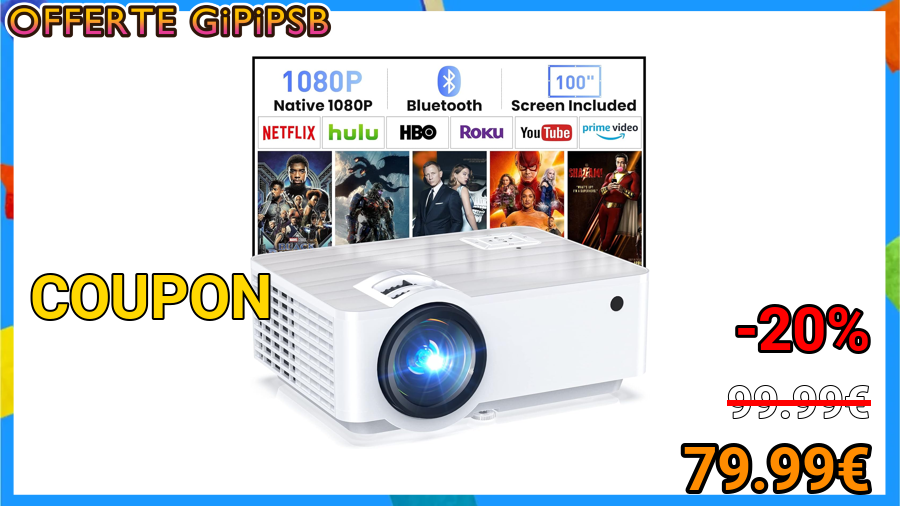 OFFERTE GiPiPSB
1080P
Native 1080P
Bluetooth
100"
Screen Included
NETFLIX
hulu
HBO
ROKU
YouTube
prime video
SHAZAM!
COUPON
-20%
99.99€
79.99€